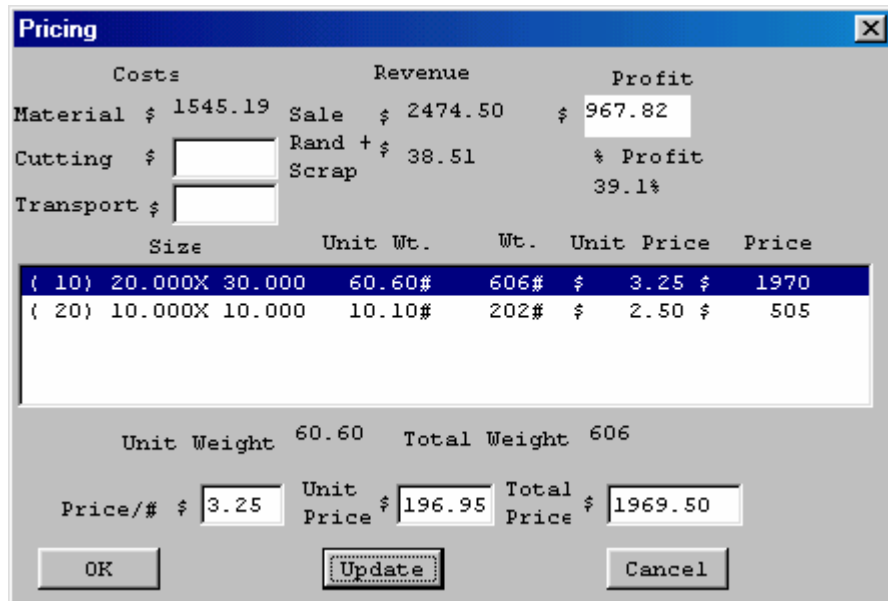 Pricing
Costs Revenue Profit
Material $ 1545.19 Sale $ 2474.50 $ 967.82
Cutting $ Rand + Scrap $ 38.51 % Profit
39.1%
Transport $
Size Unit Wt. Wt. Unit Price Price
( 10) 20.000X 30.000 60.60# 606# $ 3.25 $ 1970
( 20) 10.000X 10.000 10.10# 202# $ 2.50 $ 505
Unit Weight 60.60 Total Weight 606
Price/# $ 3.25 Unit Price $ 196.95 Total Price $ 1969.50
OK Update Cancel